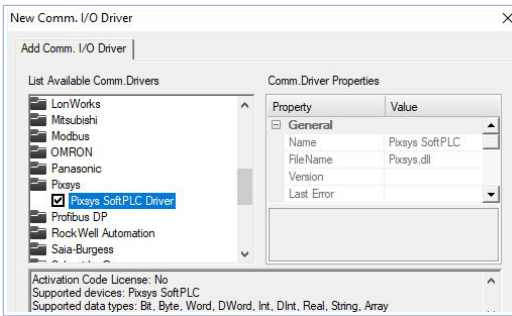 New Comm. I/O Driver
Add Comm. I/O Driver
List Available Comm.Drivers
LonWorks
Mitsubishi
Modbus
OMRON
Panasonic
Pixsys
Pixsys SoftPLC Driver
Profibus DP
RockWell Automation
Saia-Burgess
Comm.Driver Properties
Property Value
General
Name Pixsys SoftPLC
FileName Pixsys.dll
Version
Last Error
Activation Code License: No
Supported devices: Pixsys SoftPLC
Supported data types: Bit, Byte, Word, DWord, Int, DInt, Real, String, Array